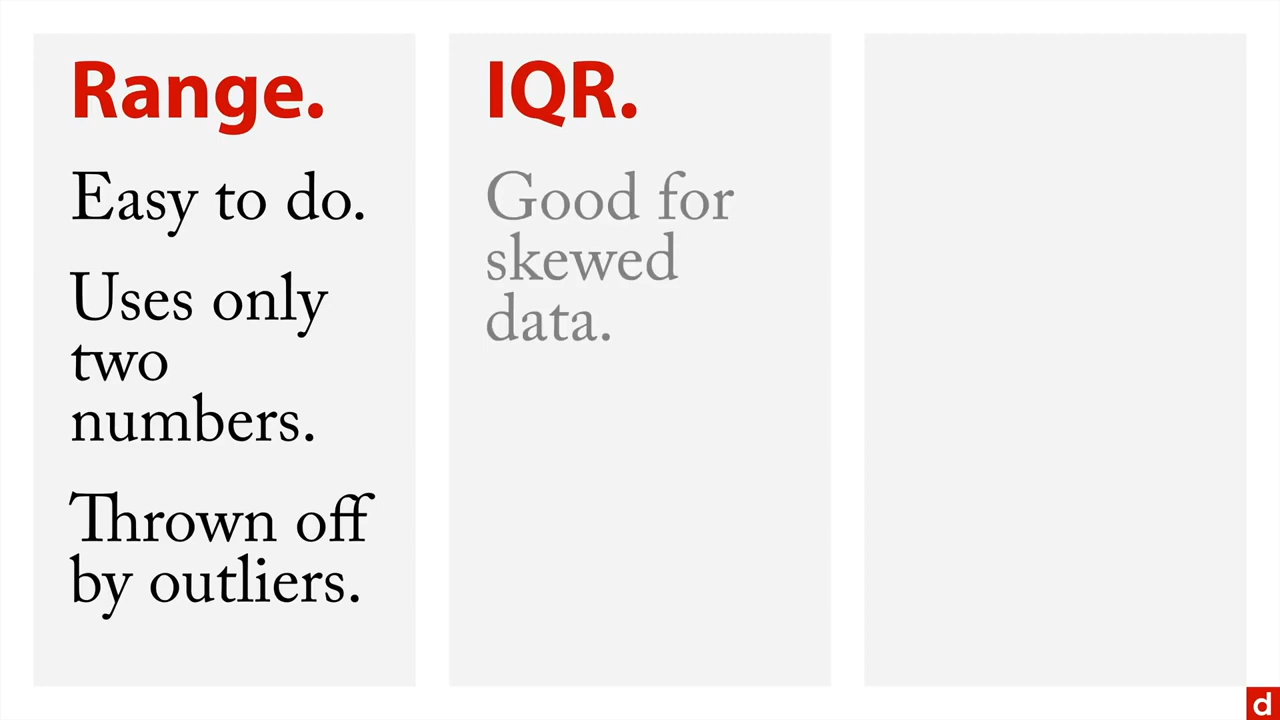 Range.
Easy to do.
Uses only
two
numbers.
Thrown off
by outliers.
IQR.
Good for
skewed
data.
d